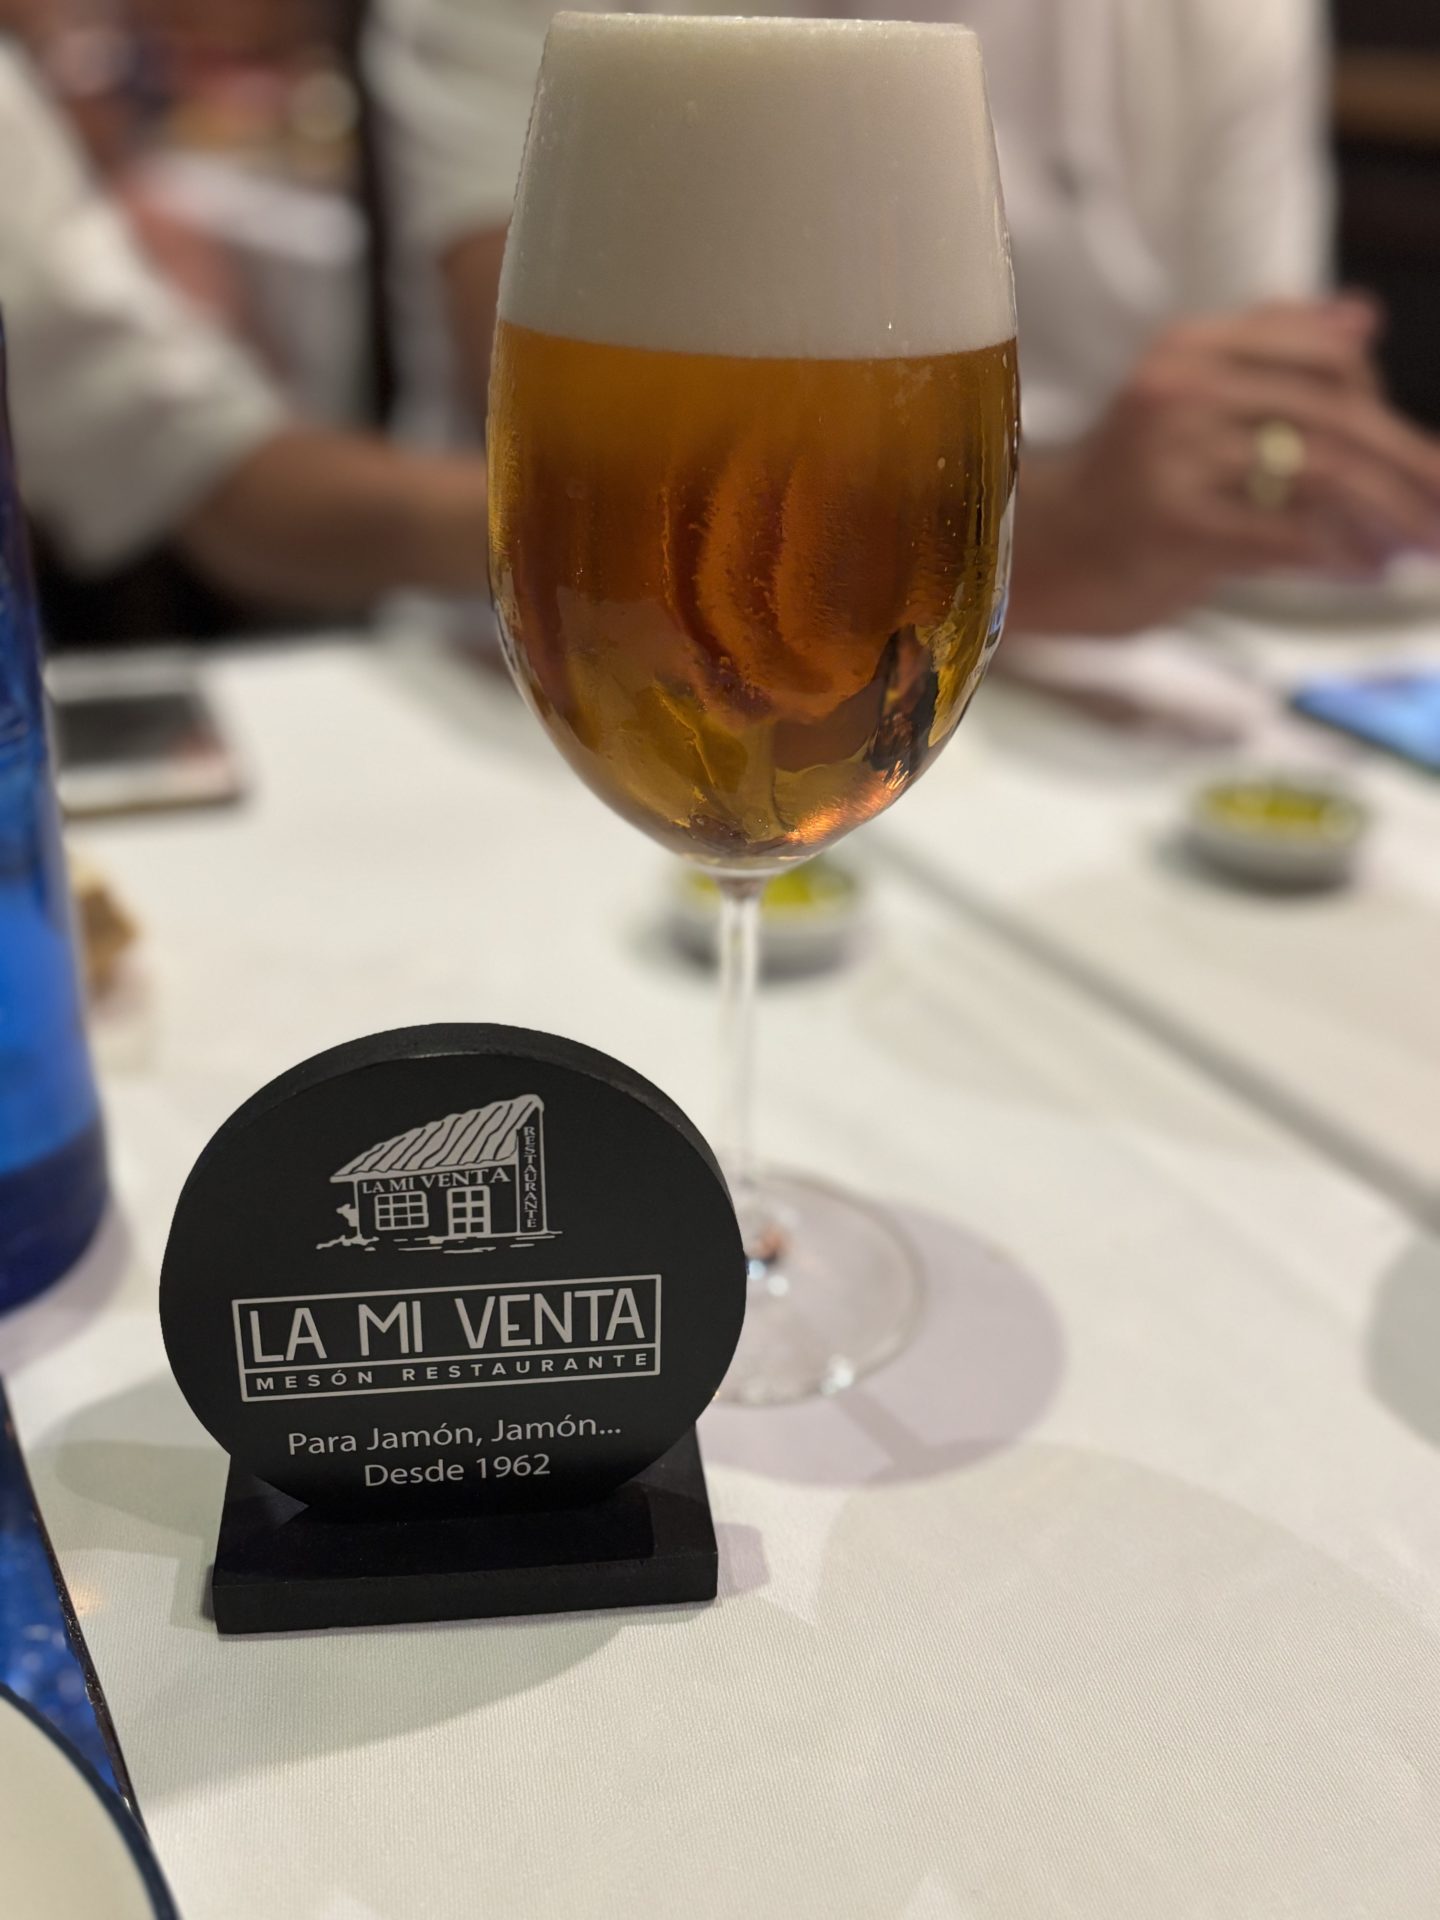 LA MI VENTA
RESTAURANTE
LA MI VENTA
MESÓN RESTAURANTE
Para Jamón, Jamón...
Desde 1962